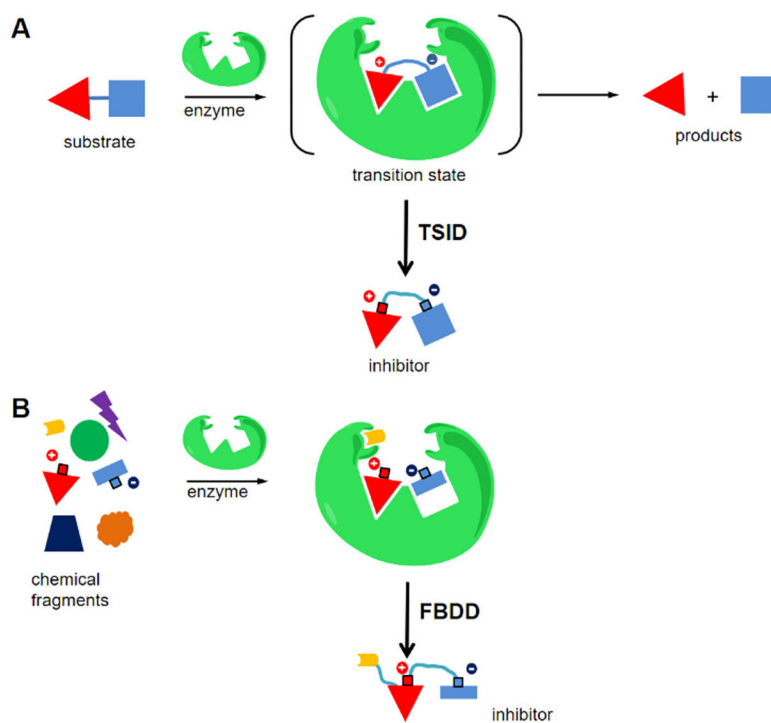 A
substrate
enzyme
+
-
transition state
+
products
TSID
+
-
inhibitor
B
+
-
chemical
fragments
enzyme
+
-
FBDD
+
-
inhibitor